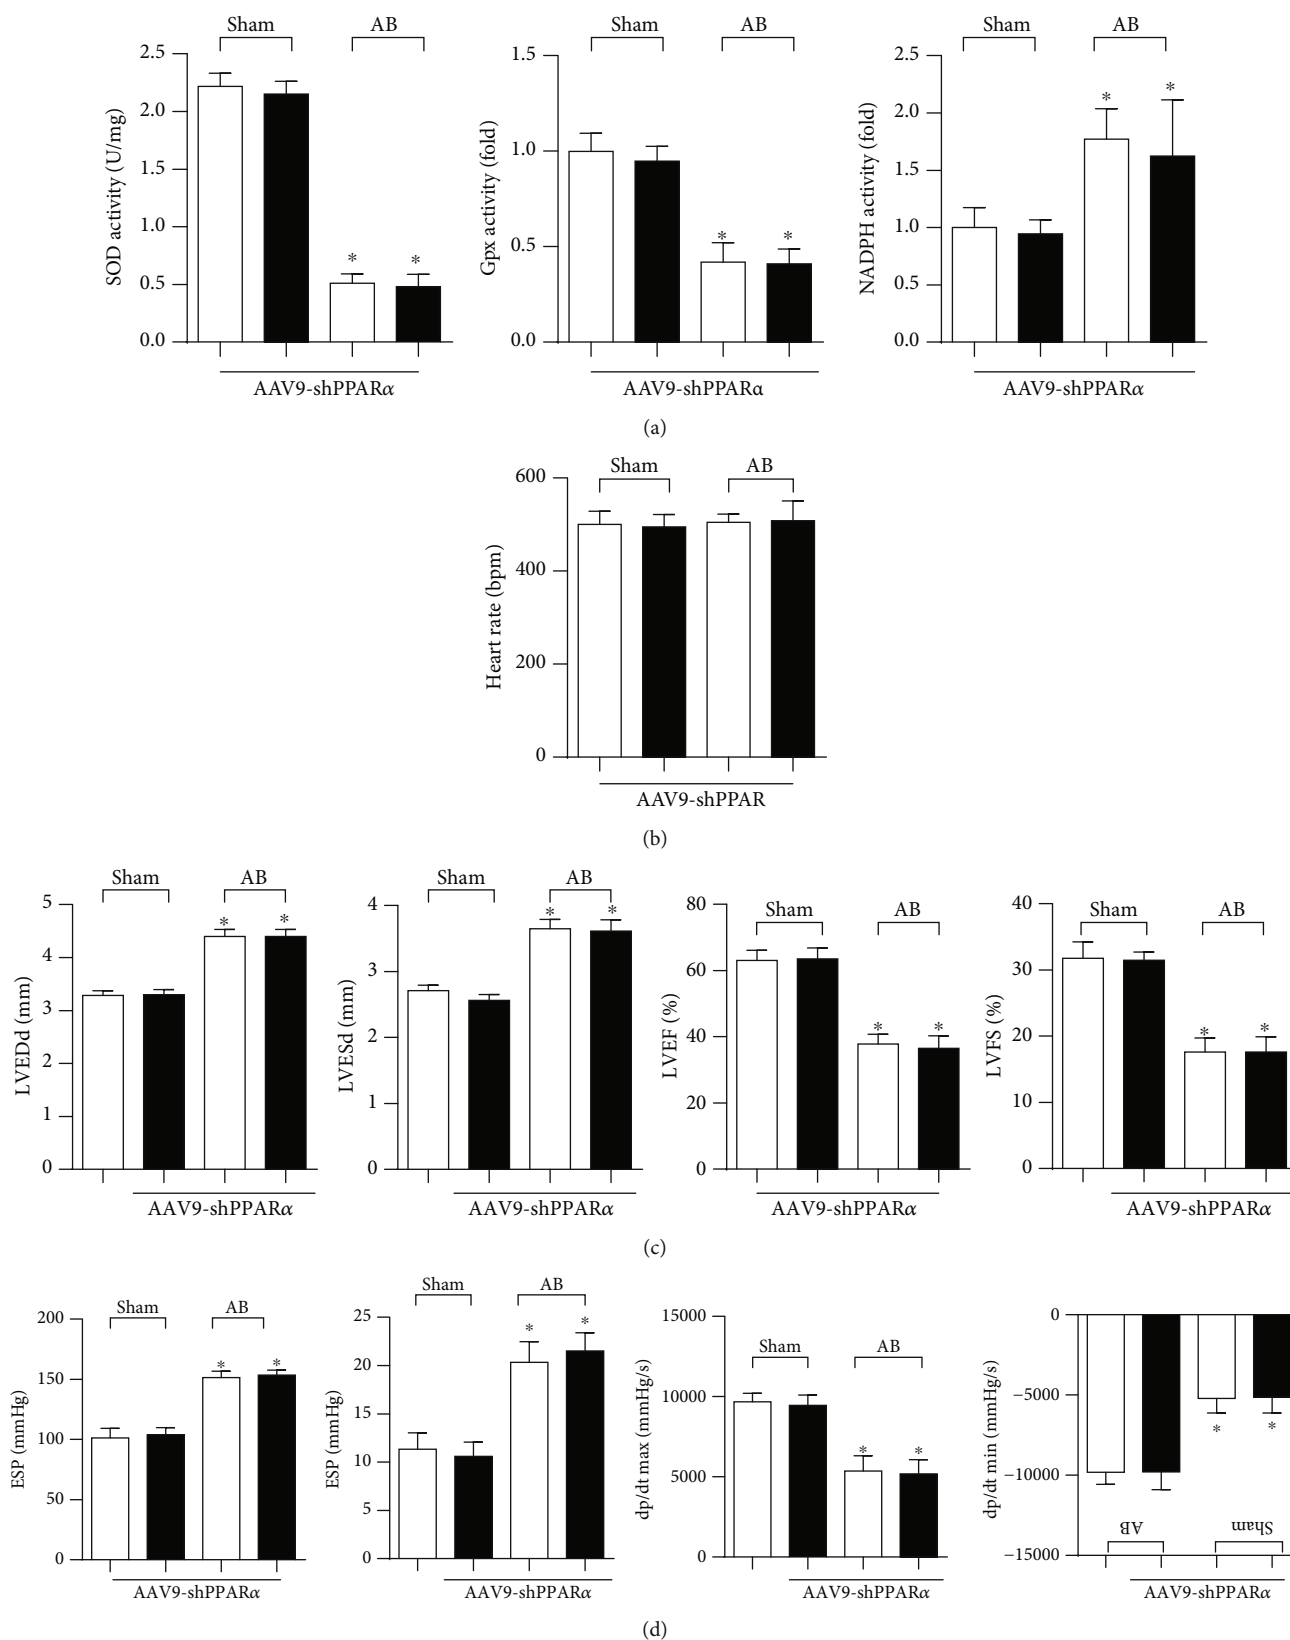 Sham AB
SOD activity (U/mg)
2.5
2.0
1.5
1.0
0.5
0.0
* *
AAV9-shPPARα
Sham AB
Gpx activity (fold)
1.5
1.0
0.5
0.0
* *
AAV9-shPPARα
Sham AB
NADPH activity (fold)
2.5
2.0
1.5
1.0
0.5
0.0
* *
AAV9-shPPARα
(a)
Sham AB
Heart rate (bpm)
600
400
200
0
AAV9-shPPAR
(b)
Sham AB
LVEDd (mm)
5
4
3
2
1
0
* *
AAV9-shPPARα
Sham AB
LVESd (mm)
4
3
2
1
0
* *
AAV9-shPPARα
Sham AB
LVEF (%)
80
60
40
20
0
* *
AAV9-shPPARα
Sham AB
LVFS (%)
40
30
20
10
0
* *
AAV9-shPPARα
(c)
Sham AB
ESP (mmHg)
200
150
100
50
0
* *
AAV9-shPPARα
Sham AB
ESP (mmHg)
25
20
15
10
5
0
* *
AAV9-shPPARα
Sham AB
dp/dt max (mmHg/s)
15000
10000
5000
0
* *
AAV9-shPPARα
dp/dt min (mmHg/s)
0
−5000
−10000
−15000
* *
AB Sham
AAV9-shPPARα
(d)